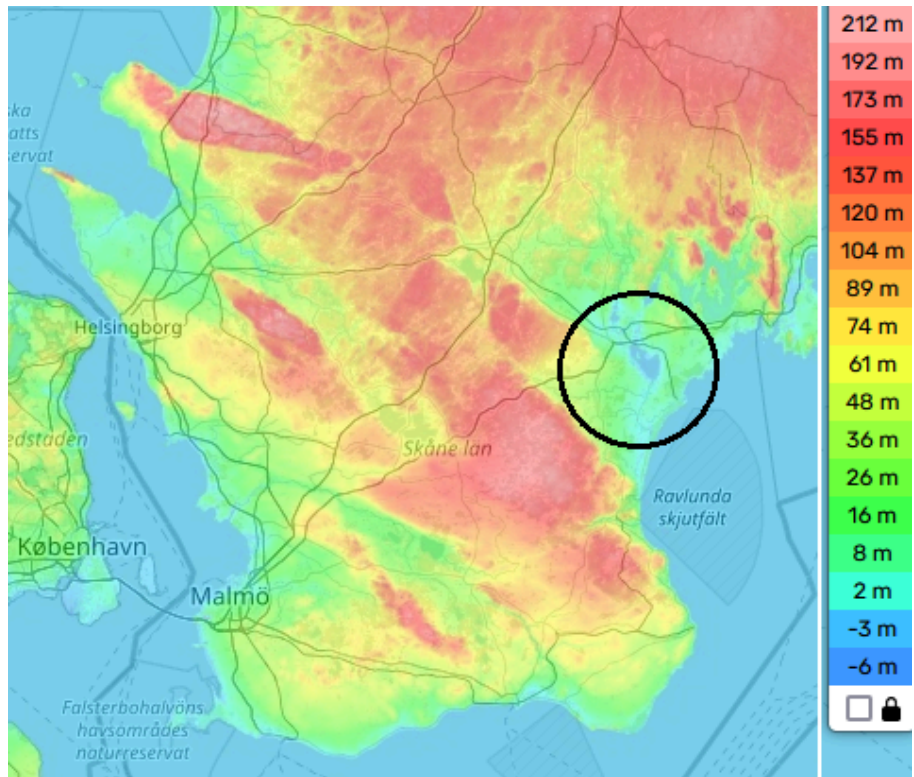 ska
atts
servat
Helsingborg
edstaden
København
Malmö
Skåne lan
Ravlunda
skjutfält
Falsterbohalvöns
havsområdes
naturreservat
212 m
192 m
173 m
155 m
137 m
120 m
104 m
89 m
74 m
61 m
48 m
36 m
26 m
16 m
8 m
2 m
-3 m
-6 m